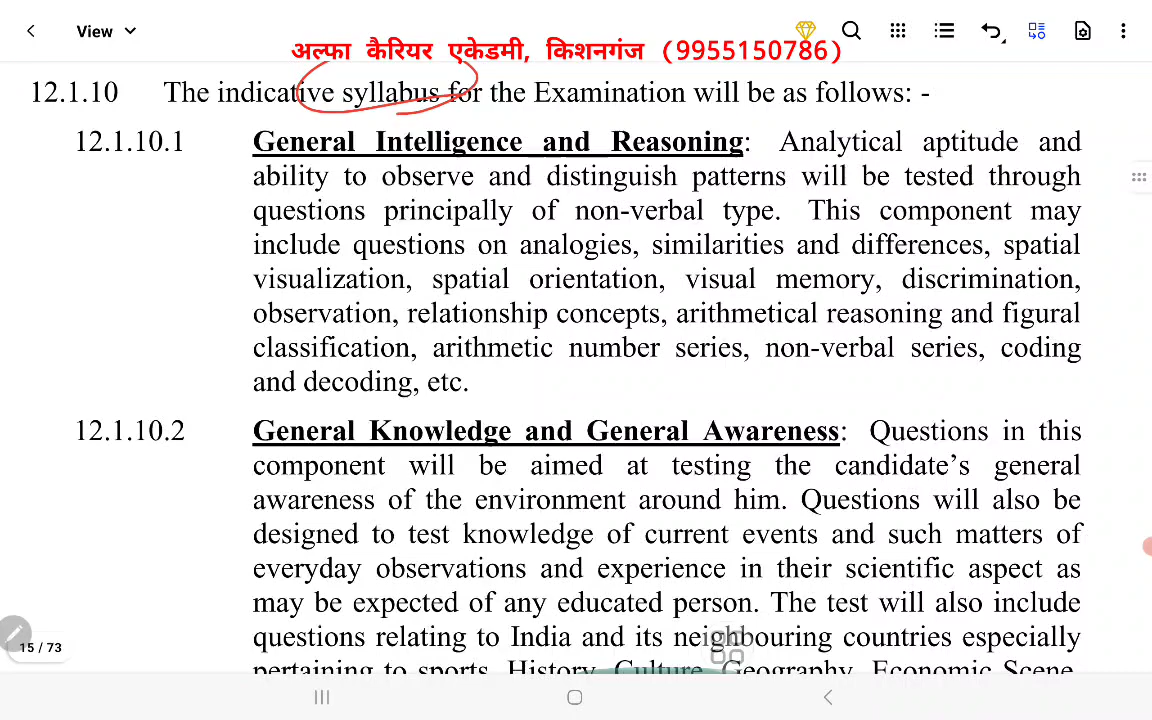 View
अल्फा कैरियर एकेडमी, किशनगंज (9955150786)
12.1.10 The indicative syllabus for the Examination will be as follows: -
12.1.10.1 General Intelligence and Reasoning: Analytical aptitude and
ability to observe and distinguish patterns will be tested through
questions principally of non-verbal type. This component may
include questions on analogies, similarities and differences, spatial
visualization, spatial orientation, visual memory, discrimination,
observation, relationship concepts, arithmetical reasoning and figural
classification, arithmetic number series, non-verbal series, coding
and decoding, etc.
12.1.10.2 General Knowledge and General Awareness: Questions in this
component will be aimed at testing the candidate’s general
awareness of the environment around him. Questions will also be
designed to test knowledge of current events and such matters of
everyday observations and experience in their scientific aspect as
may be expected of any educated person. The test will also include
15 / 73
questions relating to India and its neighbouring countries especially
pertaining to sports, History, Culture, Geography, Economic Scene,